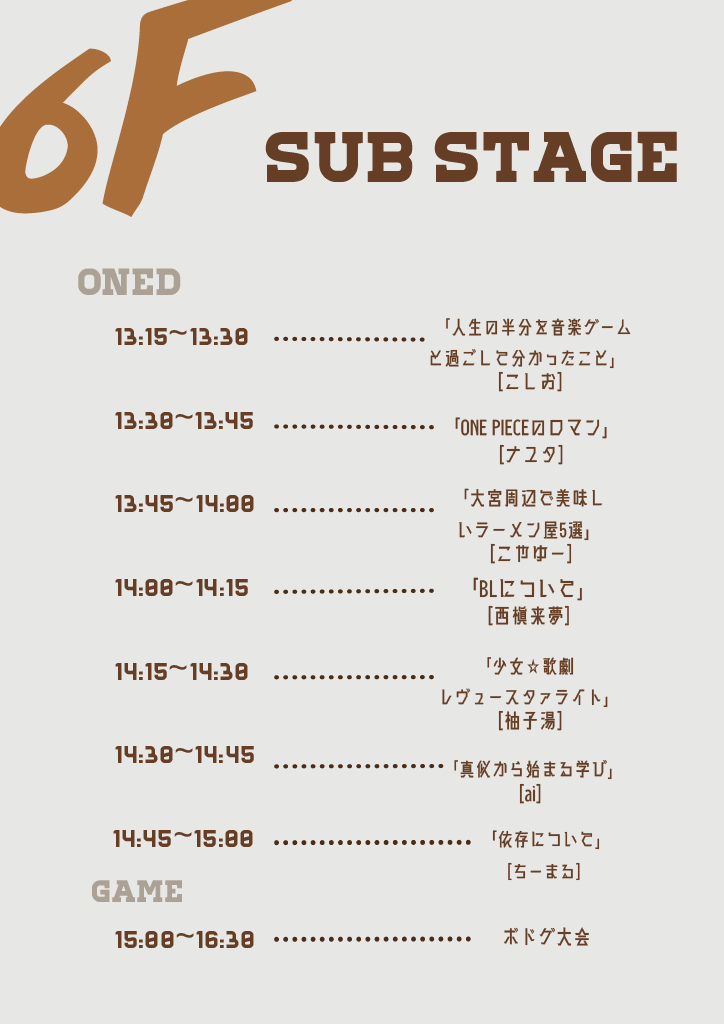 6F
SUB STAGE
ONED
13:15~13:30 「人生の半分を音楽ゲーム
と過ごして分かったこと」
[こしお]
13:30~13:45 「ONE PIECEのロマン」
[ナユタ]
13:45~14:00 「大宮周辺で美味し
いラーメン屋5選」
[こやゆー]
14:00~14:15 「BLについて」
[西槇来夢]
14:15~14:30 「少女☆歌劇
レヴュースタァライト」
[柚子湯]
14:30~14:45 「真似から始まる学び」
[ai]
14:45~15:00 「依存について」
[ちーまる]
GAME
15:00~16:30 ボドゲ大会